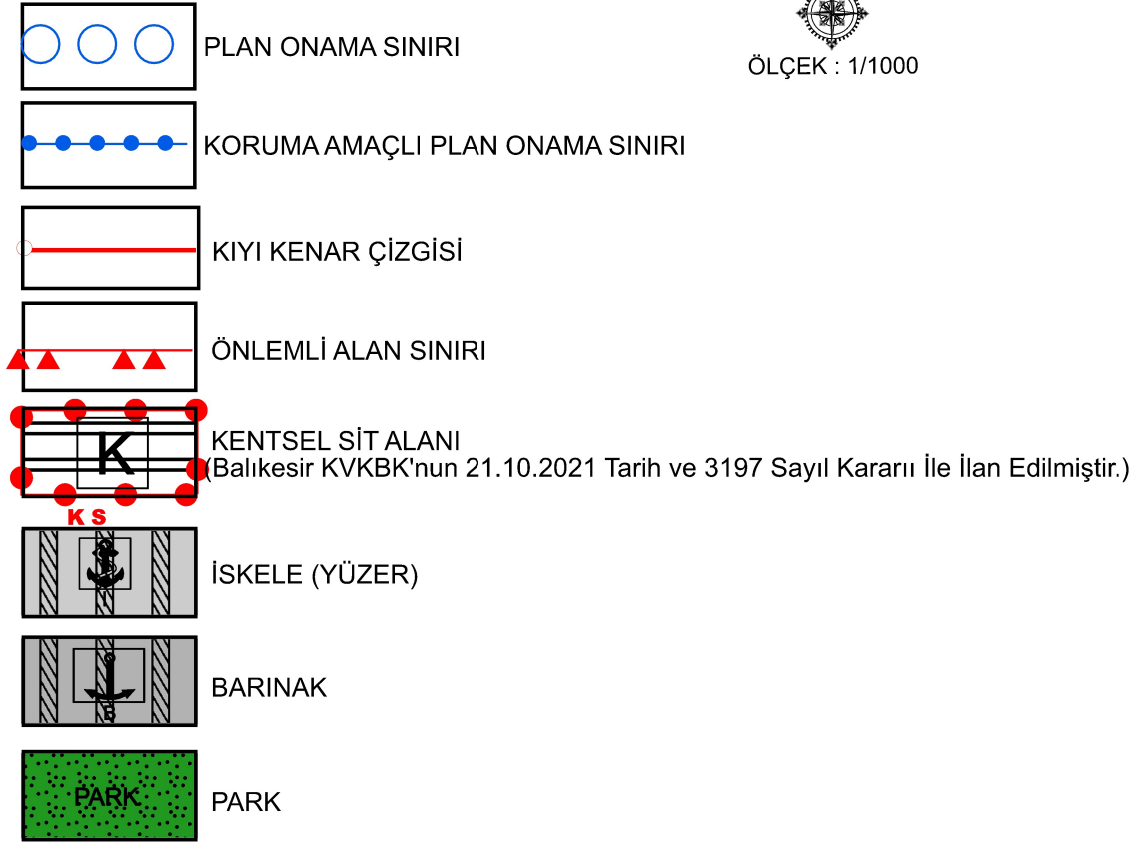 PLAN ONAMA SINIRI
ÖLÇEK : 1/1000
KORUMA AMAÇLI PLAN ONAMA SINIRI
KIYI KENAR ÇİZGİSİ
ÖNLEMLİ ALAN SINIRI
K
KENTSEL SİT ALANI
(Balıkesir KVKBK'nun 21.10.2021 Tarih ve 3197 Sayıl Kararıı İle İlan Edilmiştir.)
K S
İSKELE (YÜZER)
İ
BARINAK
B
PARK
PARK